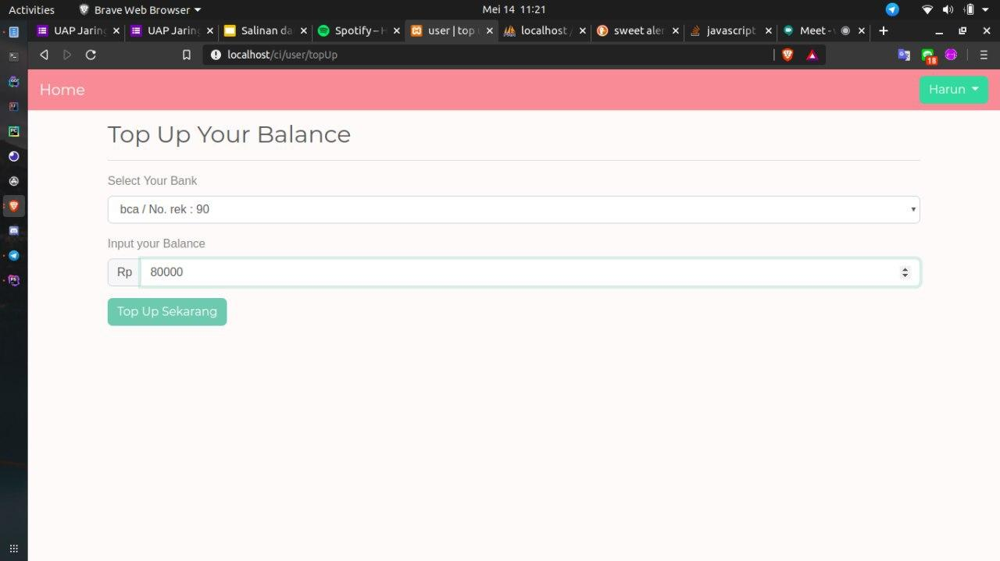 Activities Brave Web Browser Mei 14 11:21
UAP Jaring UAP Jaring Salinan da Spotify – H user | top localhost / sweet aler javascript Meet -
localhost/ci/user/topUp
18
Home Harun
Top Up Your Balance
Select Your Bank
bca / No. rek : 90
Input your Balance
Rp 80000
Top Up Sekarang